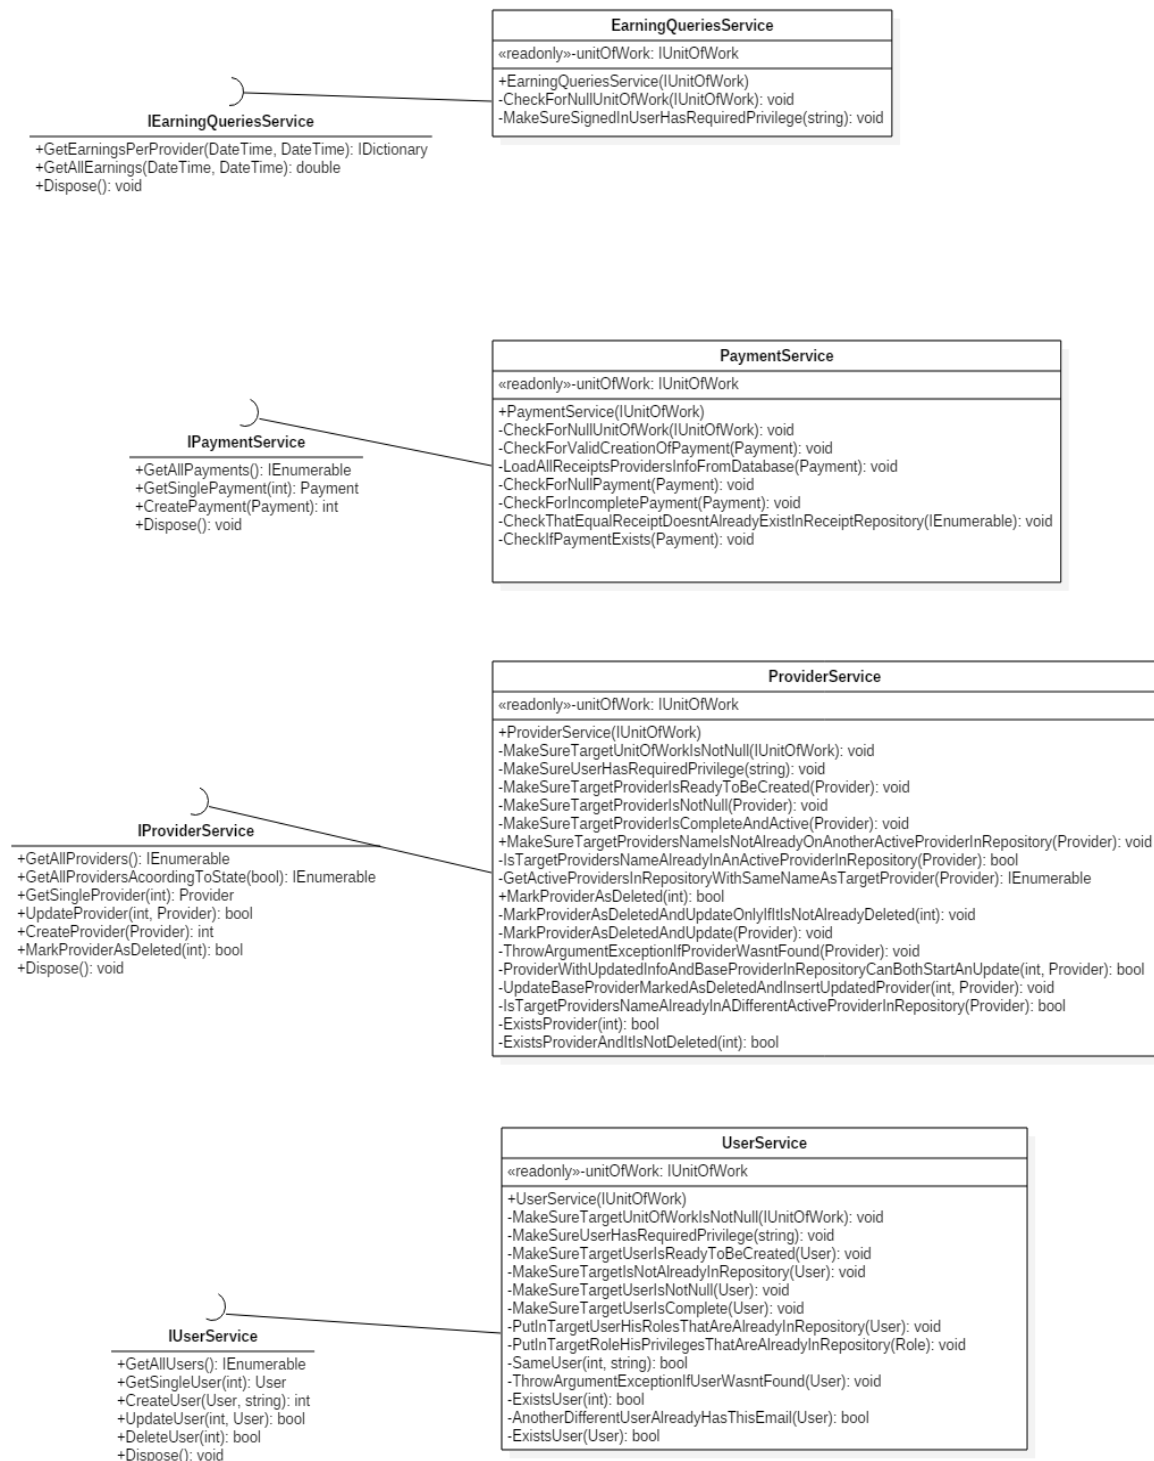 EarningQueriesService
«readonly»-unitOfWork: IUnitOfWork
+EarningQueriesService(IUnitOfWork)
-CheckForNullUnitOfWork(IUnitOfWork): void
-MakeSureSignedInUserHasRequiredPrivilege(string): void
IEarningQueriesService
+GetEarningsPerProvider(DateTime, DateTime): IDictionary
+GetAllEarnings(DateTime, DateTime): double
+Dispose(): void
PaymentService
«readonly»-unitOfWork: IUnitOfWork
+PaymentService(IUnitOfWork)
-CheckForNullUnitOfWork(IUnitOfWork): void
-CheckForValidCreationOfPayment(Payment): void
-LoadAllReceiptsProvidersInfoFromDatabase(Payment): void
-CheckForNullPayment(Payment): void
-CheckForIncompletePayment(Payment): void
-CheckThatEqualReceiptDoesntAlreadyExistInReceiptRepository(IEnumerable): void
-CheckIfPaymentExists(Payment): void
IPaymentService
+GetAllPayments(): IEnumerable
+GetSinglePayment(int): Payment
+CreatePayment(Payment): int
+Dispose(): void
ProviderService
«readonly»-unitOfWork: IUnitOfWork
+ProviderService(IUnitOfWork)
-MakeSureTargetUnitOfWorkIsNotNull(IUnitOfWork): void
-MakeSureUserHasRequiredPrivilege(string): void
-MakeSureTargetProviderIsReadyToBeCreated(Provider): void
-MakeSureTargetProviderIsNotNull(Provider): void
-MakeSureTargetProviderIsCompleteAndActive(Provider): void
+MakeSureTargetProvidersNameIsNotAlreadyOnAnotherActiveProviderInRepository(Provider): void
-IsTargetProvidersNameAlreadyInAnActiveProviderInRepository(Provider): bool
-GetActiveProvidersInRepositoryWithSameNameAsTargetProvider(Provider): IEnumerable
+MarkProviderAsDeleted(int): bool
-MarkProviderAsDeletedAndUpdateOnlyIfItIsNotAlreadyDeleted(int): void
-MarkProviderAsDeletedAndUpdate(Provider): void
-ThrowArgumentExceptionIfProviderWasntFound(Provider): void
-ProviderWithUpdatedInfoAndBaseProviderInRepositoryCanBothStartAnUpdate(int, Provider): bool
-UpdateBaseProviderMarkedAsDeletedAndInsertUpdatedProvider(int, Provider): void
-IsTargetProvidersNameAlreadyInADifferentActiveProviderInRepository(Provider): bool
-ExistsProvider(int): bool
-ExistsProviderAndItIsNotDeleted(int): bool
IProviderService
+GetAllProviders(): IEnumerable
+GetAllProvidersAcoordingToState(bool): IEnumerable
+GetSingleProvider(int): Provider
+UpdateProvider(int, Provider): bool
+CreateProvider(Provider): int
+MarkProviderAsDeleted(int): bool
+Dispose(): void
UserService
«readonly»-unitOfWork: IUnitOfWork
+UserService(IUnitOfWork)
-MakeSureTargetUnitOfWorkIsNotNull(IUnitOfWork): void
-MakeSureUserHasRequiredPrivilege(string): void
-MakeSureTargetUserIsReadyToBeCreated(User): void
-MakeSureTargetIsNotAlreadyInRepository(User): void
-MakeSureTargetUserIsNotNull(User): void
-MakeSureTargetUserIsComplete(User): void
-PutInTargetUserHisRolesThatAreAlreadyInRepository(User): void
-PutInTargetRoleHisPrivilegesThatAreAlreadyInRepository(Role): void
-SameUser(int, string): bool
-ThrowArgumentExceptionIfUserWasntFound(User): void
-ExistsUser(int): bool
-AnotherDifferentUserAlreadyHasThisEmail(User): bool
-ExistsUser(User): bool
IUserService
+GetAllUsers(): IEnumerable
+GetSingleUser(int): User
+CreateUser(User, string): int
+UpdateUser(int, User): bool
+DeleteUser(int): bool
+Dispose(): void